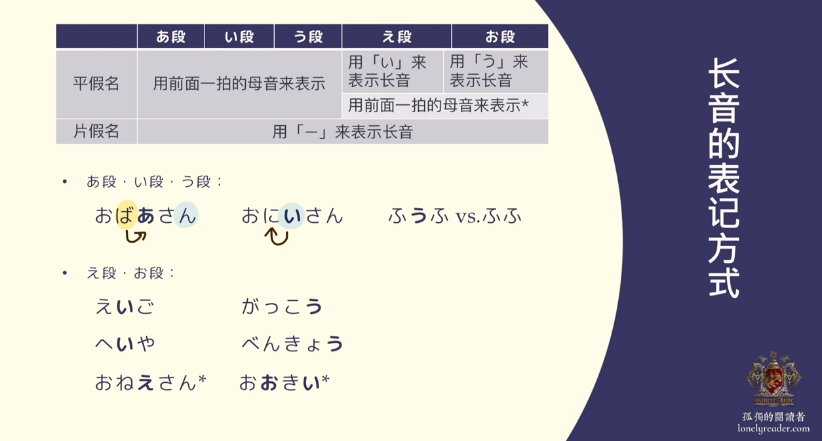 あ段 い段 う段 え段 お段
平假名 用前面一拍的母音来表示 用「い」来表示长音 用「う」来表示长音
用前面一拍的母音来表示*
片假名 用「－」来表示长音
• あ段·い段·う段：
おばあさん おにいさん ふうふ vs.ふふ
• え段·お段：
えいご がっこう
へいや べんきょう
おねえさん* おおきい*
长音的表记方式
孤獨的閱讀者
lonelyreader.com